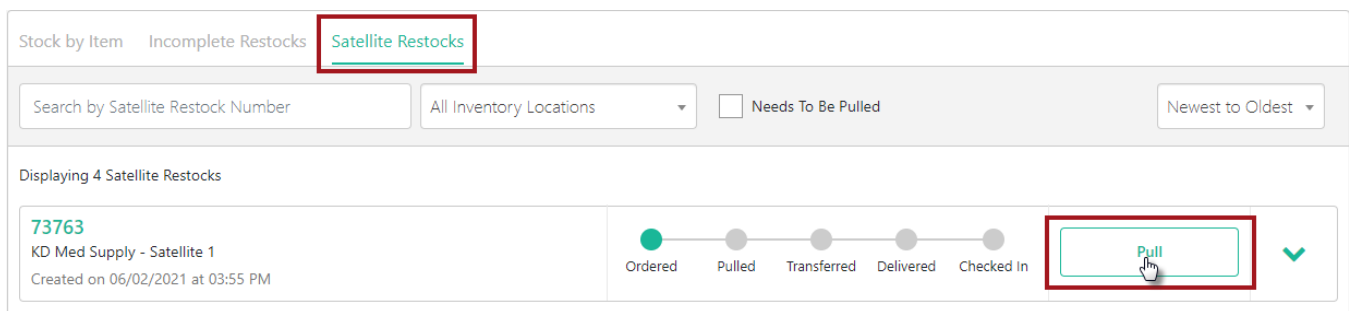 Stock by Item Incomplete Restocks Satellite Restocks
Search by Satellite Restock Number All Inventory Locations Needs To Be Pulled Newest to Oldest
Displaying 4 Satellite Restocks
73763
KD Med Supply - Satellite 1
Created on 06/02/2021 at 03:55 PM
Ordered Pulled Transferred Delivered Checked In
Pull